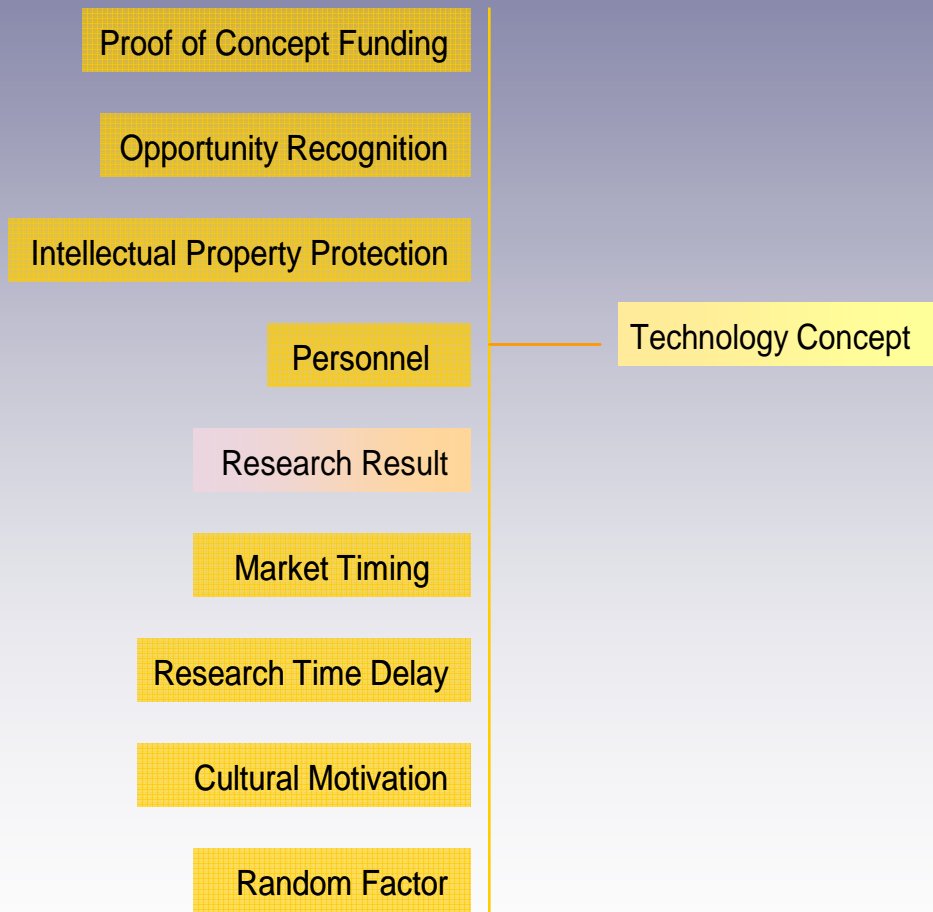 Proof of Concept Funding
Opportunity Recognition
Intellectual Property Protection
Technology Concept
Personnel
Research Result
Market Timing
Research Time Delay
Cultural Motivation
Random Factor